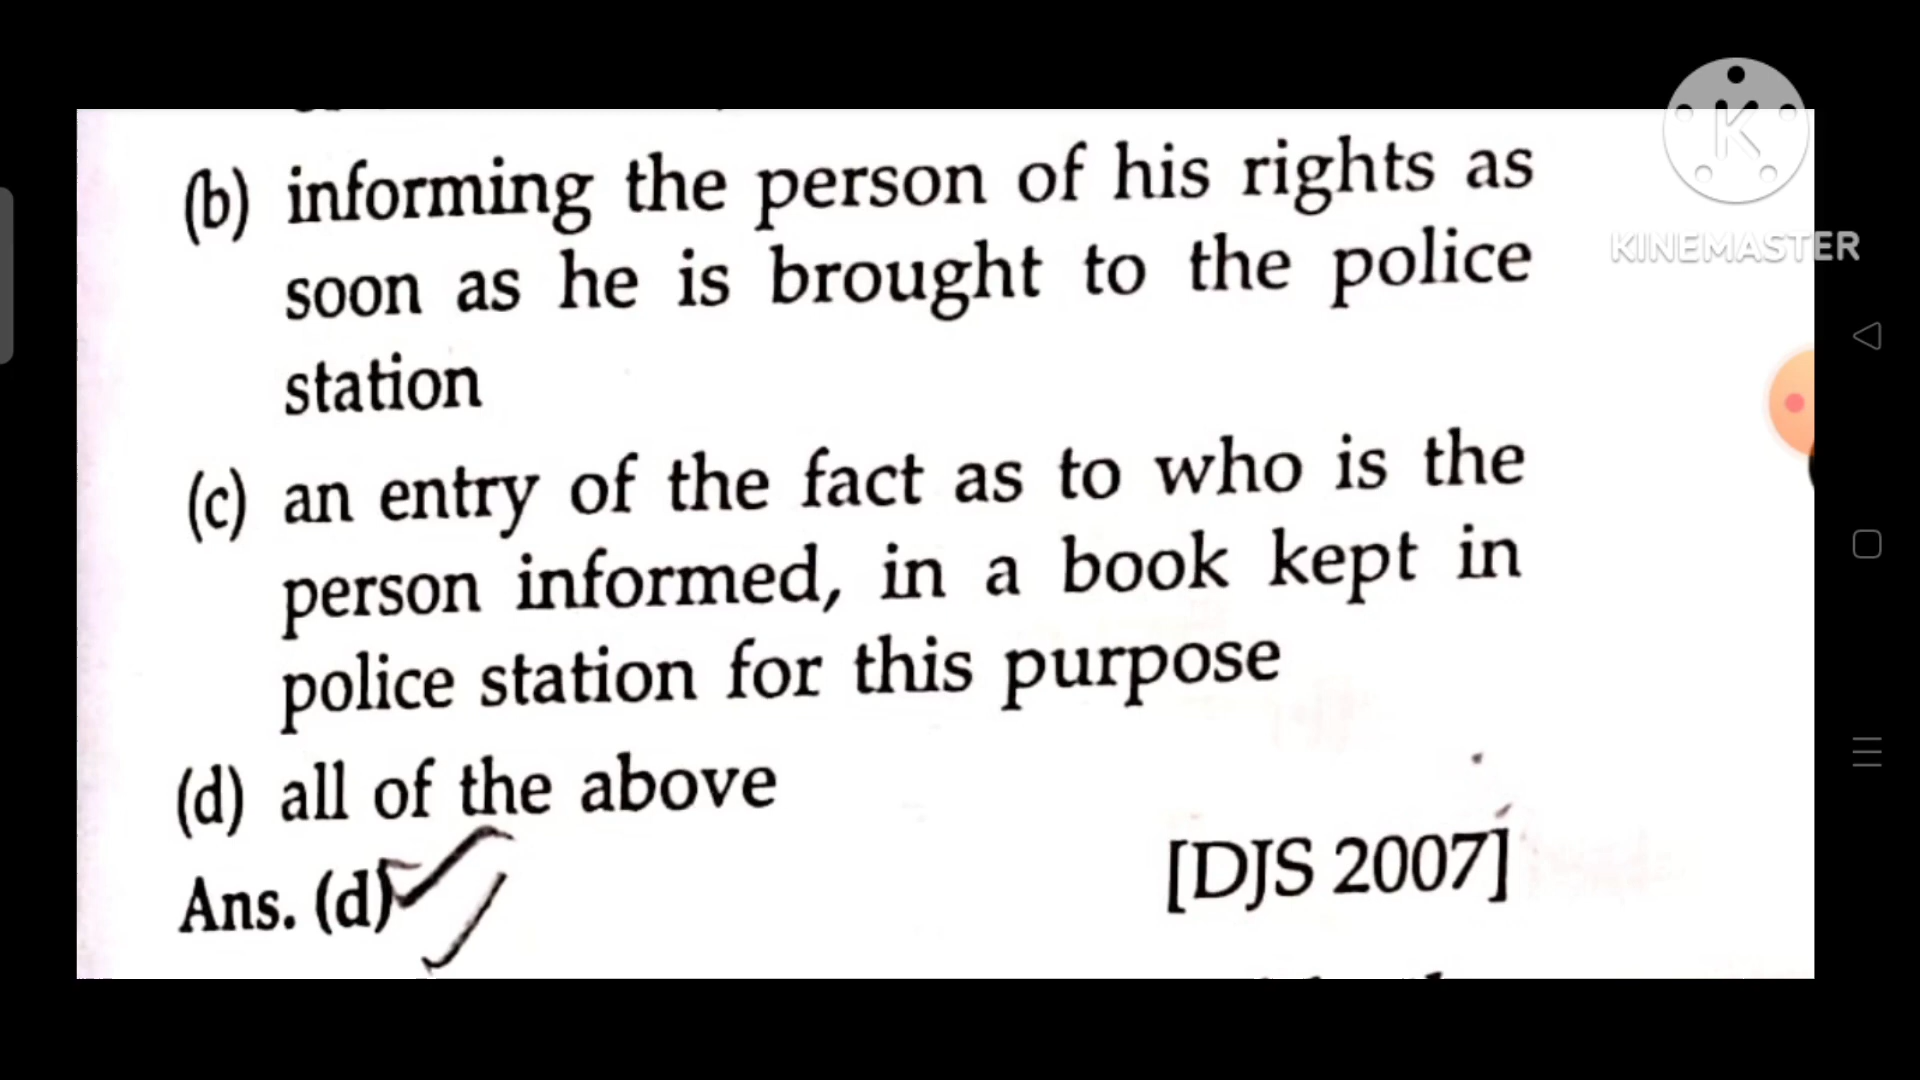 (b) informing the person of his rights as
soon as he is brought to the police
station
(c) an entry of the fact as to who is the
person informed, in a book kept in
police station for this purpose
(d) all of the above
Ans. (d)
[DJS 2007]
K
KINEMASTER